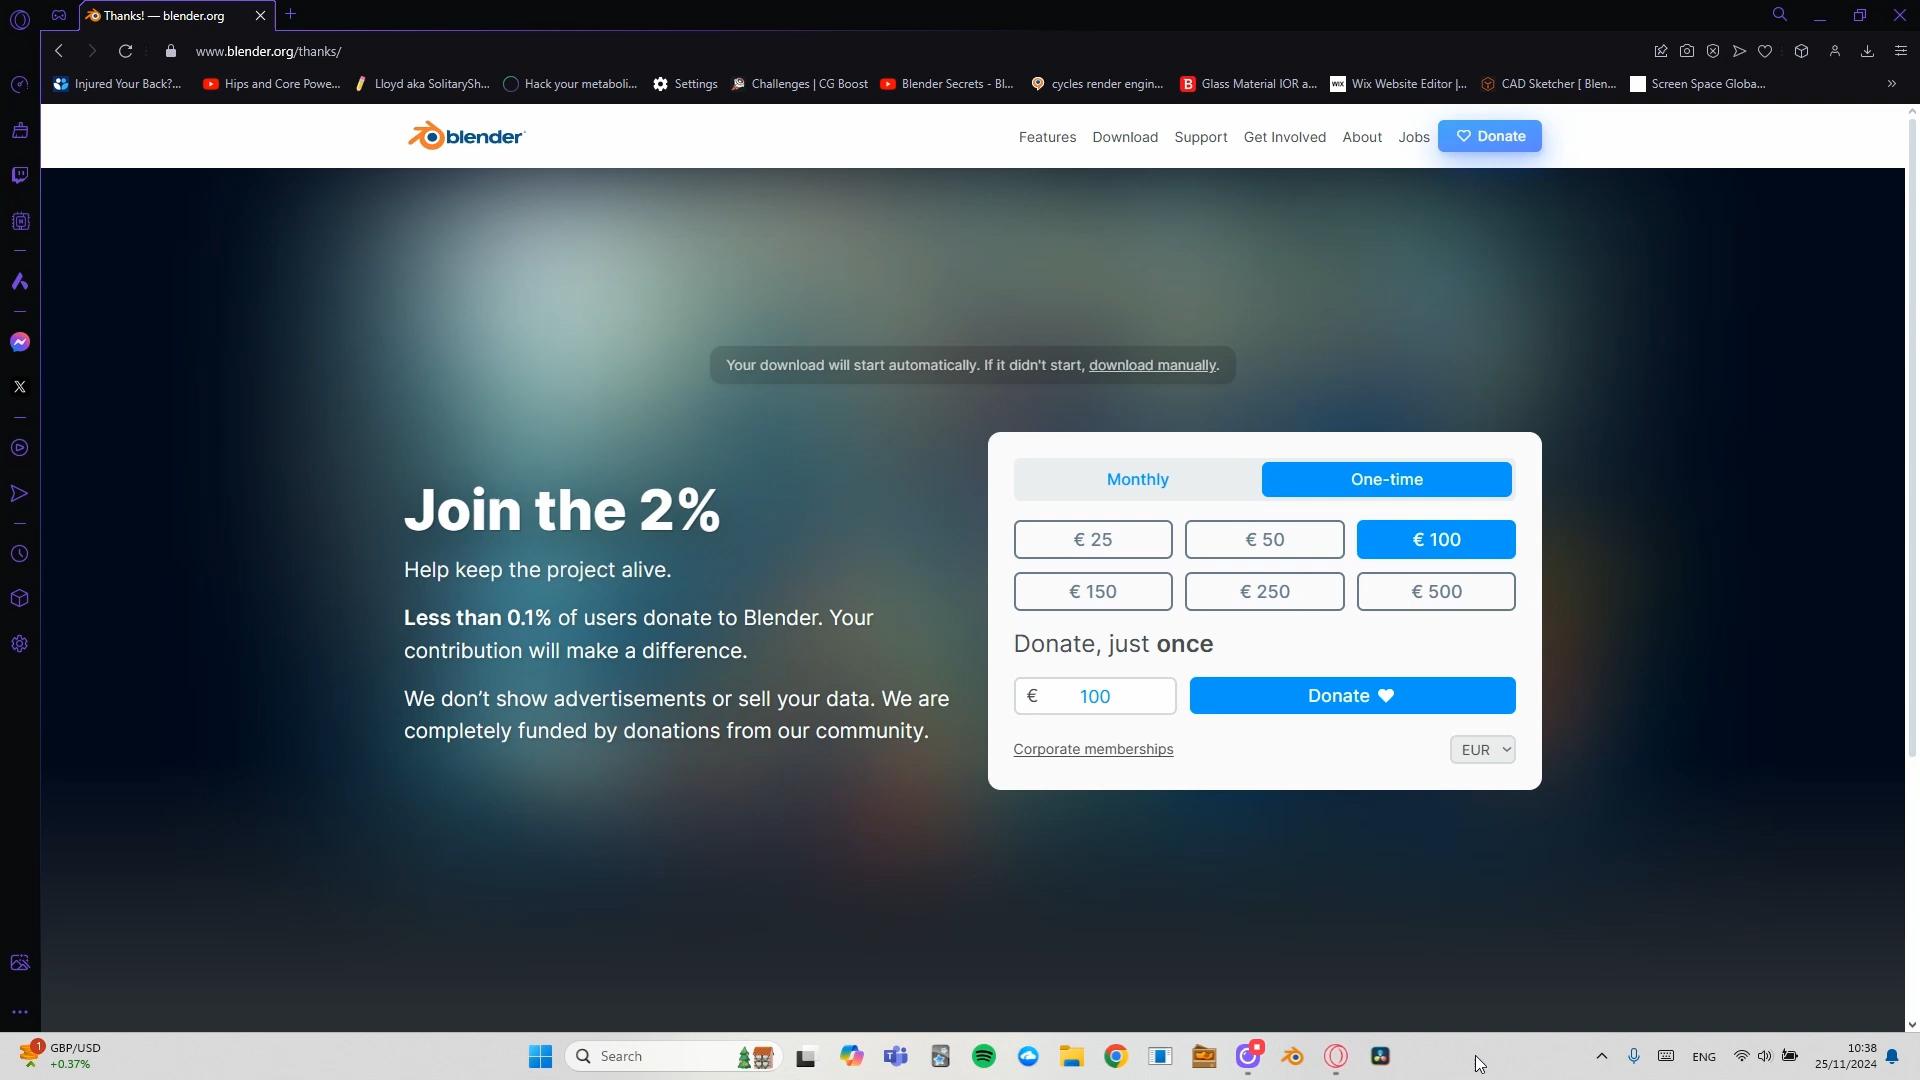 Thanks! — blender.org
www.blender.org/thanks/
Injured Your Back?...
Hips and Core Powe...
Lloyd aka SolitarySh...
Hack your metaboli...
Settings
Challenges | CG Boost
Blender Secrets - Bl...
cycles render engin...
Glass Material IOR a...
Wix Website Editor |...
CAD Sketcher [ Blen...
Screen Space Globa...
blender
Features
Download
Support
Get Involved
About
Jobs
Donate
Your download will start automatically. If it didn't start, download manually.
Join the 2%
Help keep the project alive.
Less than 0.1% of users donate to Blender. Your
contribution will make a difference.
We don’t show advertisements or sell your data. We are
completely funded by donations from our community.
Monthly
One-time
€ 25
€ 50
€ 100
€ 150
€ 250
€ 500
Donate, just once
€ 100
Donate
Corporate memberships
EUR
1
GBP/USD
+0.37%
Search
ENG
10:38
25/11/2024